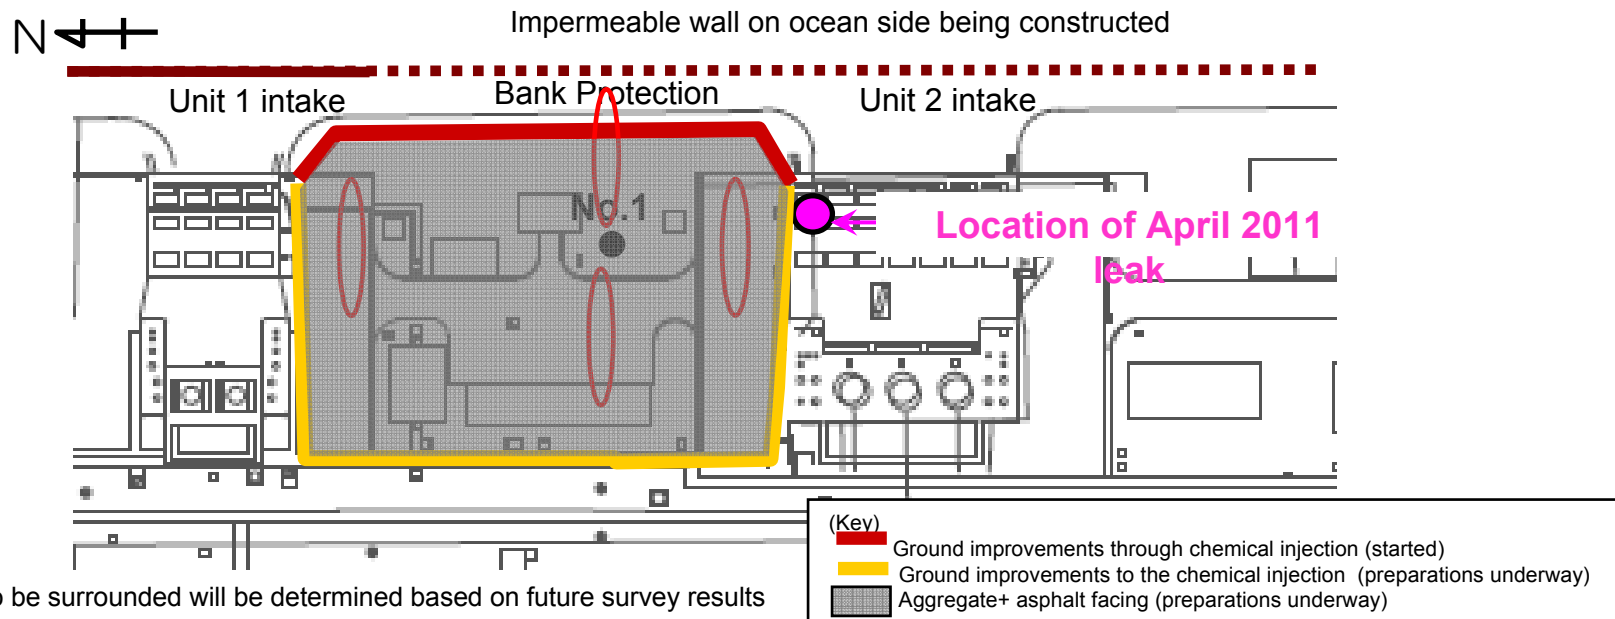 N
Impermeable wall on ocean side being constructed
Unit 1 intake
Bank Protection
Unit 2 intake
No.1
Location of April 2011
leak
(Key)
Ground improvements through chemical injection (started)
Ground improvements to the chemical injection (preparations underway)
Aggregate+ asphalt facing (preparations underway)
o be surrounded will be determined based on future survey results